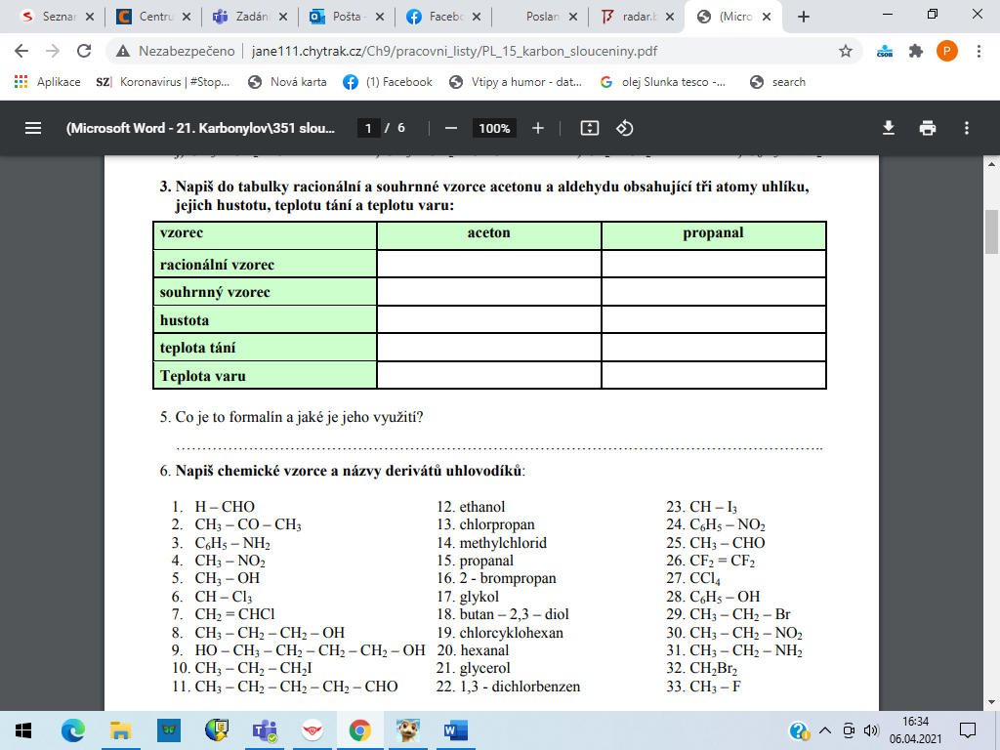 Seznar
Centru
Zadání
Pošta -
Facebo
Poslan
radar.b
(Micro
Nezabezpečeno | jane111.chytrak.cz/Ch9/pracovni_listy/PL_15_karbon_slouceniny.pdf
Aplikace
Koronavirus | #Stop...
Nová karta
(1) Facebook
Vtipy a humor - dat...
olej Slunka tesco -...
search
(Microsoft Word - 21. Karbonylov\351 slou...
1 / 6
100%
3. Napiš do tabulky racionální a souhrnné vzorce acetonu a aldehydu obsahující tři atomy uhlíku,
jejich hustotu, teplotu tání a teplotu varu:
vzorec aceton propanal
racionální vzorec
souhrnný vzorec
hustota
teplota tání
Teplota varu
5. Co je to formalín a jaké je jeho využití?
………………………………………………………………………………………………………………..
6. Napiš chemické vzorce a názvy derivátů uhlovodíků:
1. H – CHO
2. CH₃ – CO – CH₃
3. C₆H₅ – NH₂
4. CH₃ – NO₂
5. CH₃ – OH
6. CH – Cl₃
7. CH₂ = CHCl
8. CH₃ – CH₂ – CH₂ – OH
9. HO – CH₃ – CH₂ – CH₂ – CH₂ – OH
10. CH₃ – CH₂ – CH₂I
11. CH₃ – CH₂ – CH₂ – CH₂ – CHO
12. ethanol
13. chlorpropan
14. methylchlorid
15. propanal
16. 2 - brompropan
17. glykol
18. butan – 2,3 – diol
19. chlorcyklohexan
20. hexanal
21. glycerol
22. 1,3 - dichlorbenzen
23. CH – I₃
24. C₆H₅ – NO₂
25. CH₃ – CHO
26. CF₂ = CF₂
27. CCl₄
28. C₆H₅ – OH
29. CH₃ – CH₂ – Br
30. CH₃ – CH₂ – NO₂
31. CH₃ – CH₂ – NH₂
32. CH₂Br₂
33. CH₃ – F
16:34
06.04.2021